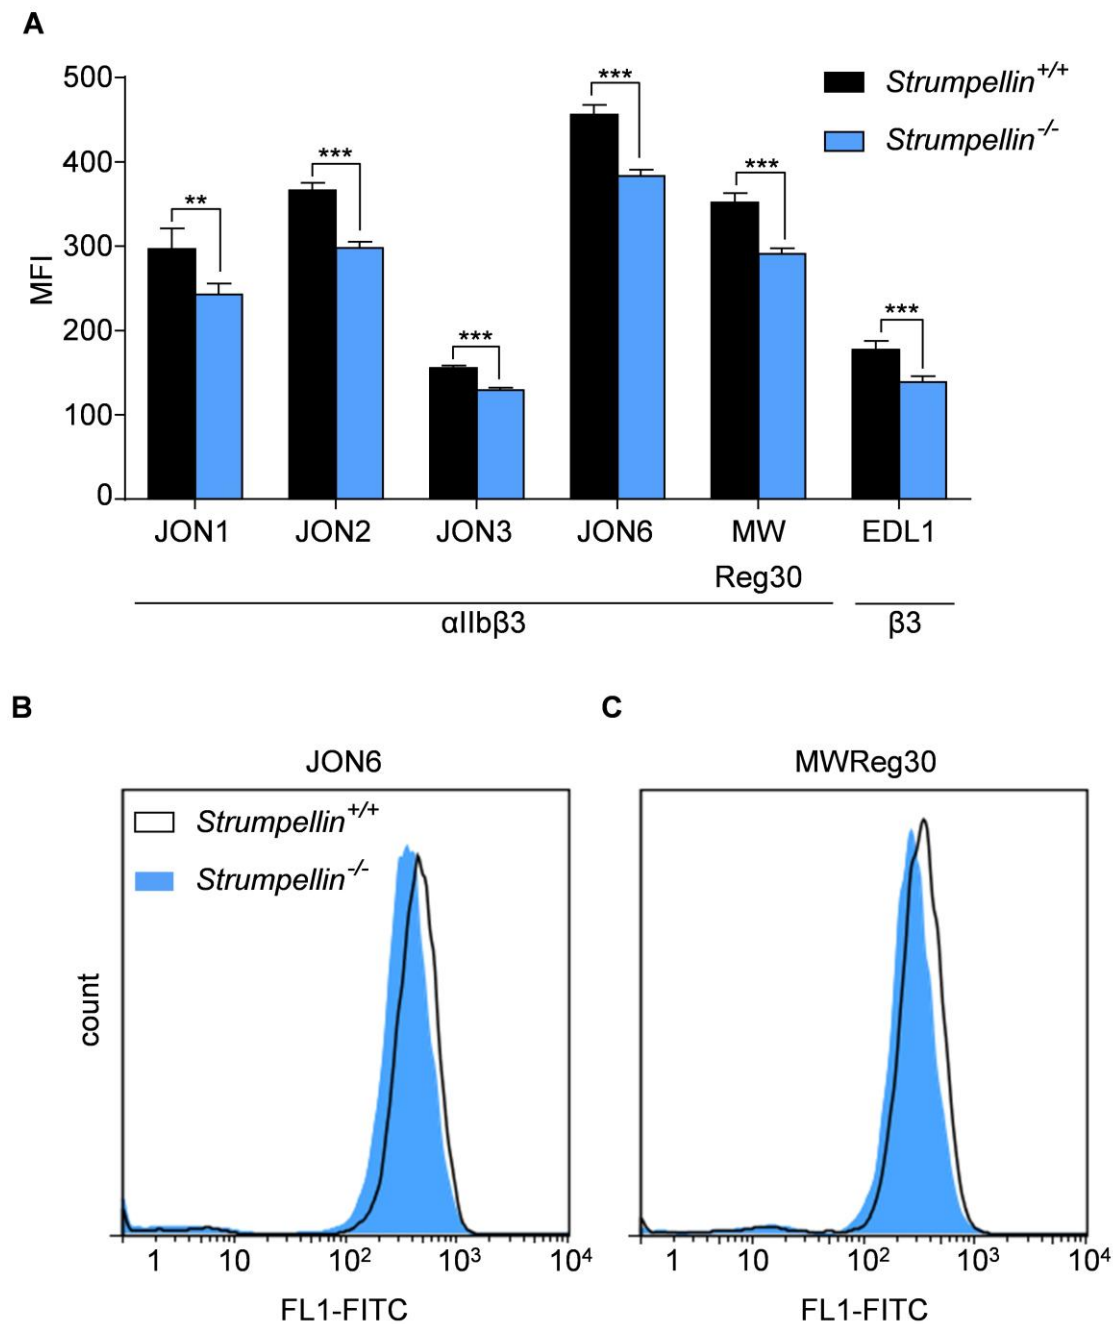 A
500
400
300
200
100
0
MFI
***
***
***
**
***
***
Strumpellin+/+
Strumpellin-/-
JON1 JON2 JON3 JON6 MW EDL1
Reg30
αIIbβ3 β3
B C
JON6 MWReg30
Strumpellin+/+
Strumpellin-/-
count
1 10 10² 10³ 10⁴ 1 10 10² 10³ 10⁴
FL1-FITC FL1-FITC